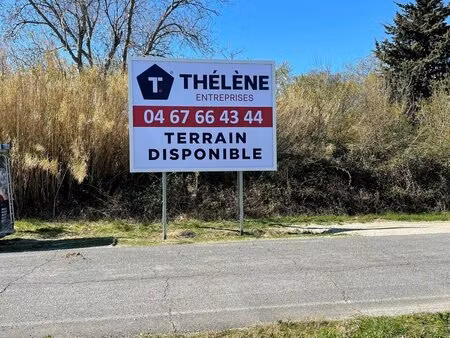 T THÉLÈNE
ENTREPRISES
04 67 66 43 44
TERRAIN
DISPONIBLE